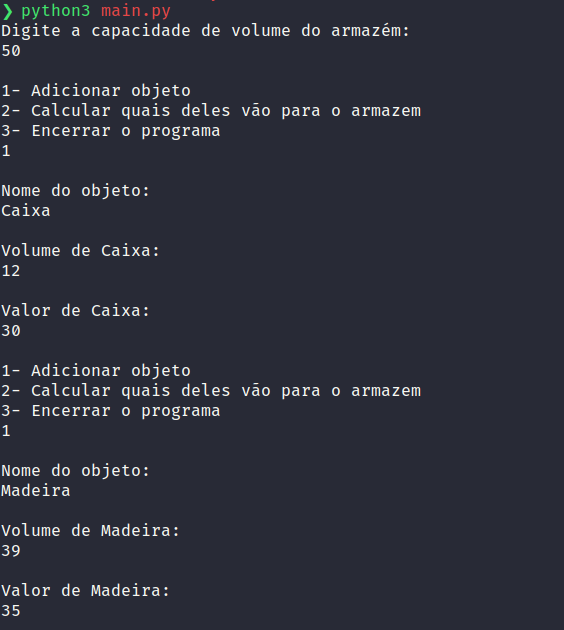 ❯ python3 main.py
Digite a capacidade de volume do armazém:
50
1- Adicionar objeto
2- Calcular quais deles vão para o armazem
3- Encerrar o programa
1
Nome do objeto:
Caixa
Volume de Caixa:
12
Valor de Caixa:
30
1- Adicionar objeto
2- Calcular quais deles vão para o armazem
3- Encerrar o programa
1
Nome do objeto:
Madeira
Volume de Madeira:
39
Valor de Madeira:
35